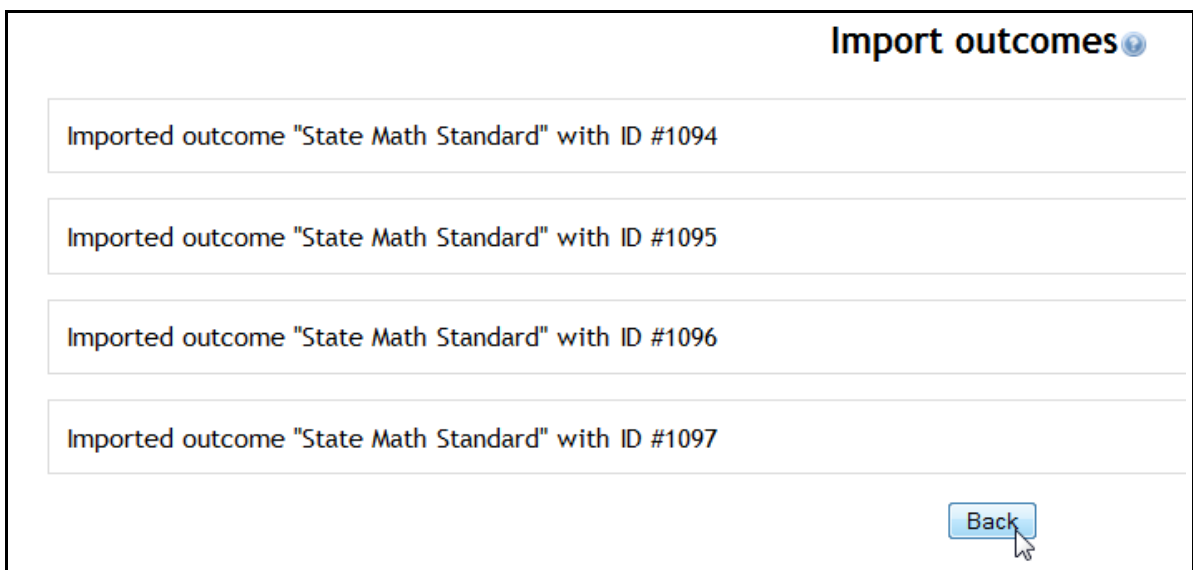 Import outcomes
Imported outcome "State Math Standard" with ID #1094
Imported outcome "State Math Standard" with ID #1095
Imported outcome "State Math Standard" with ID #1096
Imported outcome "State Math Standard" with ID #1097
Back